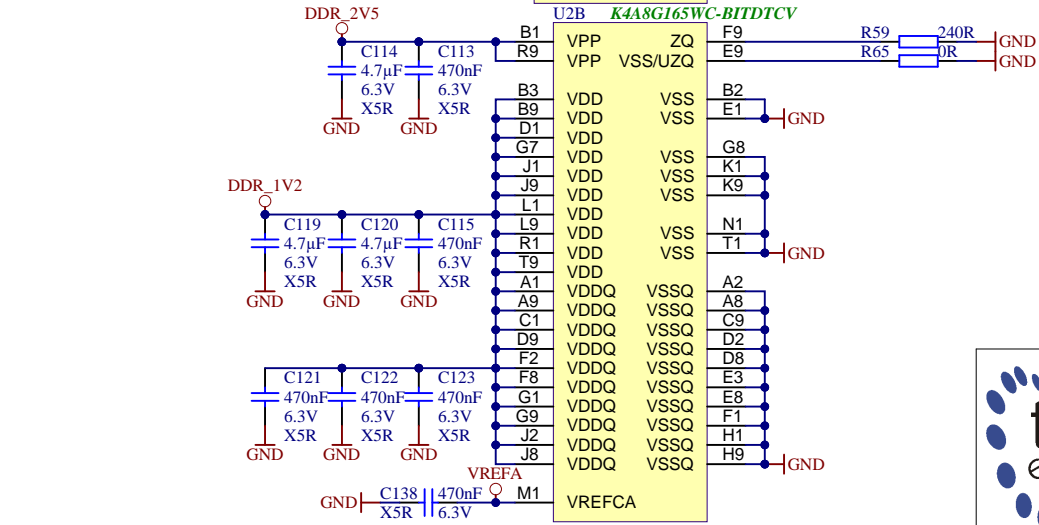 DDR_2V5
U2B K4A8G165WC-BITDTCV
B1 VPP ZQ F9 R59 240R GND
R9 VPP VSS/UZQ E9 R65 0R GND
C114 C113
4.7µF 470nF
6.3V 6.3V
X5R X5R
GND GND
B3 VDD VSS B2
B9 VDD VSS E1 GND
D1 VDD
G7 VDD VSS G8
J1 VDD VSS K1
J9 VDD VSS K9
DDR_1V2
L1 VDD
L9 VDD VSS N1
R1 VDD VSS T1 GND
T9 VDD
C119 C120 C115
4.7µF 4.7µF 470nF
6.3V 6.3V 6.3V
X5R X5R X5R
GND GND GND
A1 VDDQ VSSQ A2
A9 VDDQ VSSQ A8
C1 VDDQ VSSQ C9
D9 VDDQ VSSQ D2
F2 VDDQ VSSQ D8
F8 VDDQ VSSQ E3
G1 VDDQ VSSQ E8
G9 VDDQ VSSQ F1
J2 VDDQ VSSQ H1
J8 VDDQ VSSQ H9 GND
C121 C122 C123
470nF 470nF 470nF
6.3V 6.3V 6.3V
X5R X5R X5R
GND GND GND
VREFA
GND C138 470nF M1 VREFCA
X5R 6.3V